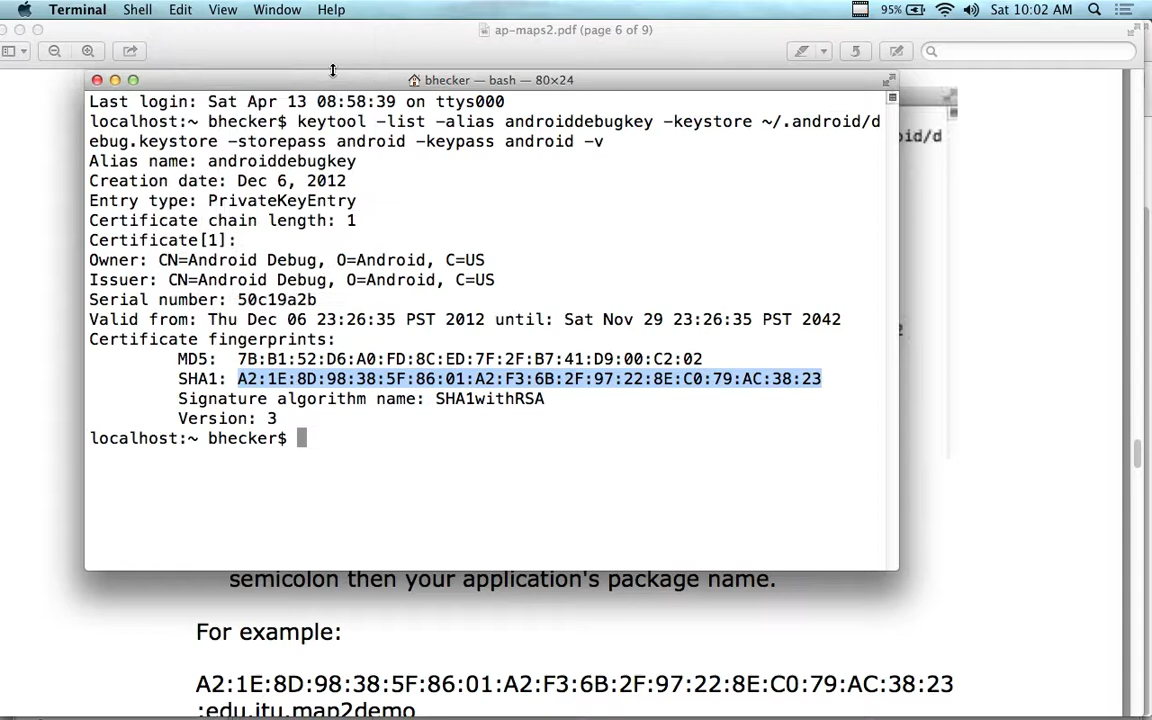 Terminal Shell Edit View Window Help 95% Sat 10:02 AM
ap-maps2.pdf (page 6 of 9)
bhecker — bash — 80×24
Last login: Sat Apr 13 08:58:39 on ttys000
localhost:~ bhecker$ keytool -list -alias androiddebugkey -keystore ~/.android/d
ebug.keystore -storepass android -keypass android -v
oid/d
Alias name: androiddebugkey
Creation date: Dec 6, 2012
Entry type: PrivateKeyEntry
Certificate chain length: 1
Certificate[1]:
Owner: CN=Android Debug, O=Android, C=US
Issuer: CN=Android Debug, O=Android, C=US
Serial number: 50c19a2b
Valid from: Thu Dec 06 23:26:35 PST 2012 until: Sat Nov 29 23:26:35 PST 2042
Certificate fingerprints:
MD5: 7B:B1:52:D6:A0:FD:8C:ED:7F:2F:B7:41:D9:00:C2:02
SHA1: A2:1E:8D:98:38:5F:86:01:A2:F3:6B:2F:97:22:8E:C0:79:AC:38:23
Signature algorithm name: SHA1withRSA
Version: 3
localhost:~ bhecker$
semicolon then your application's package name.
For example:
A2:1E:8D:98:38:5F:86:01:A2:F3:6B:2F:97:22:8E:C0:79:AC:38:23
:edu.itu.map2demo